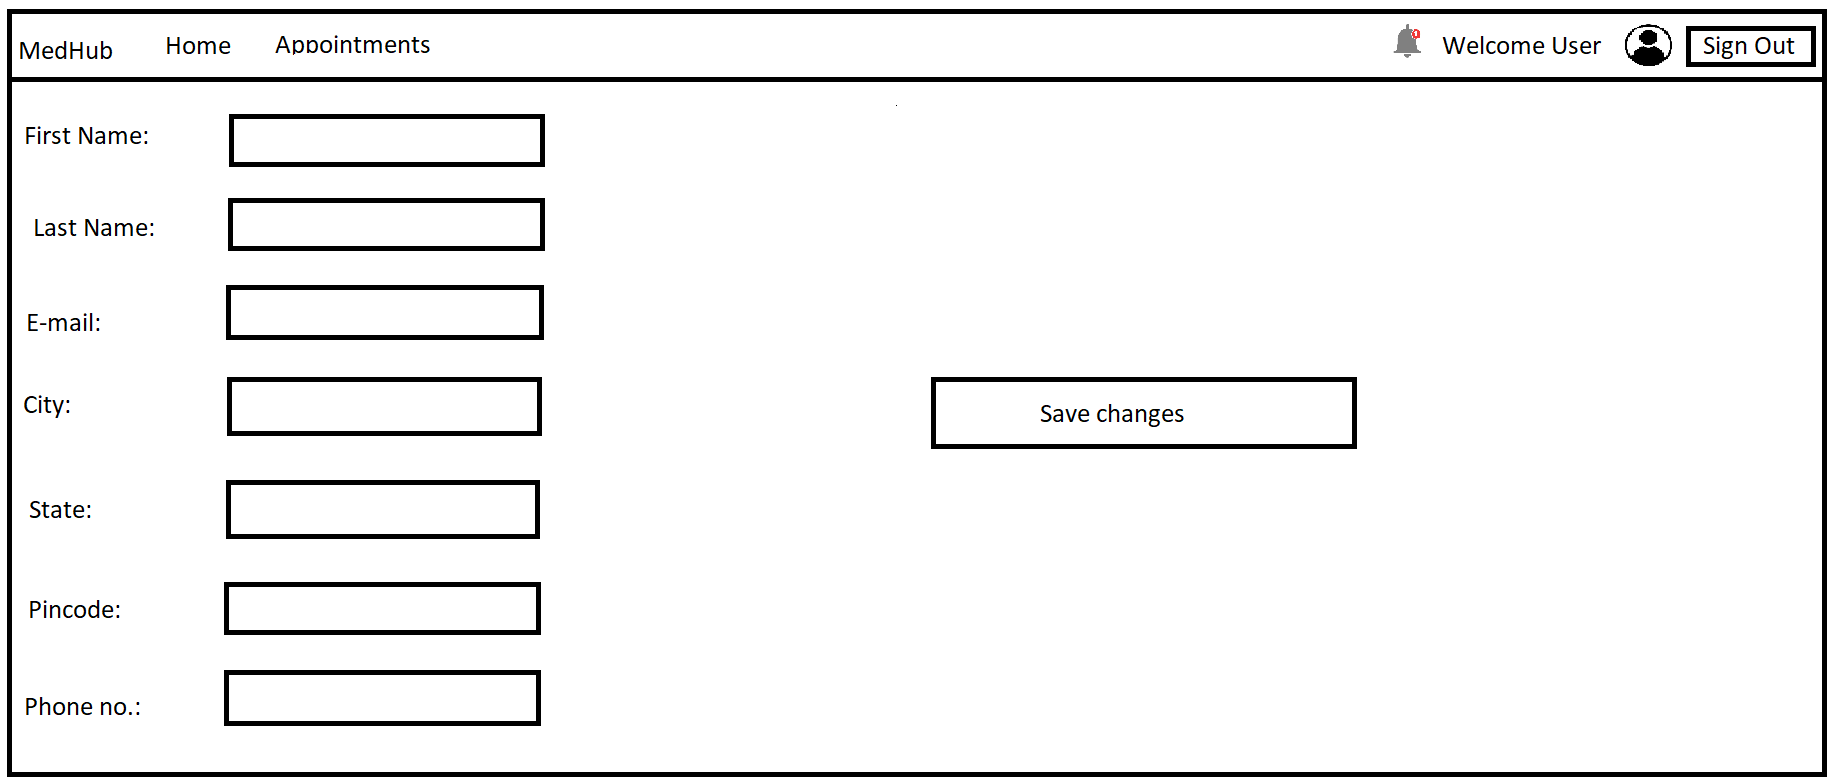 MedHub Home Appointments Welcome User Sign Out
First Name:
Last Name:
E-mail:
City:
Save changes
State:
Pincode:
Phone no.: